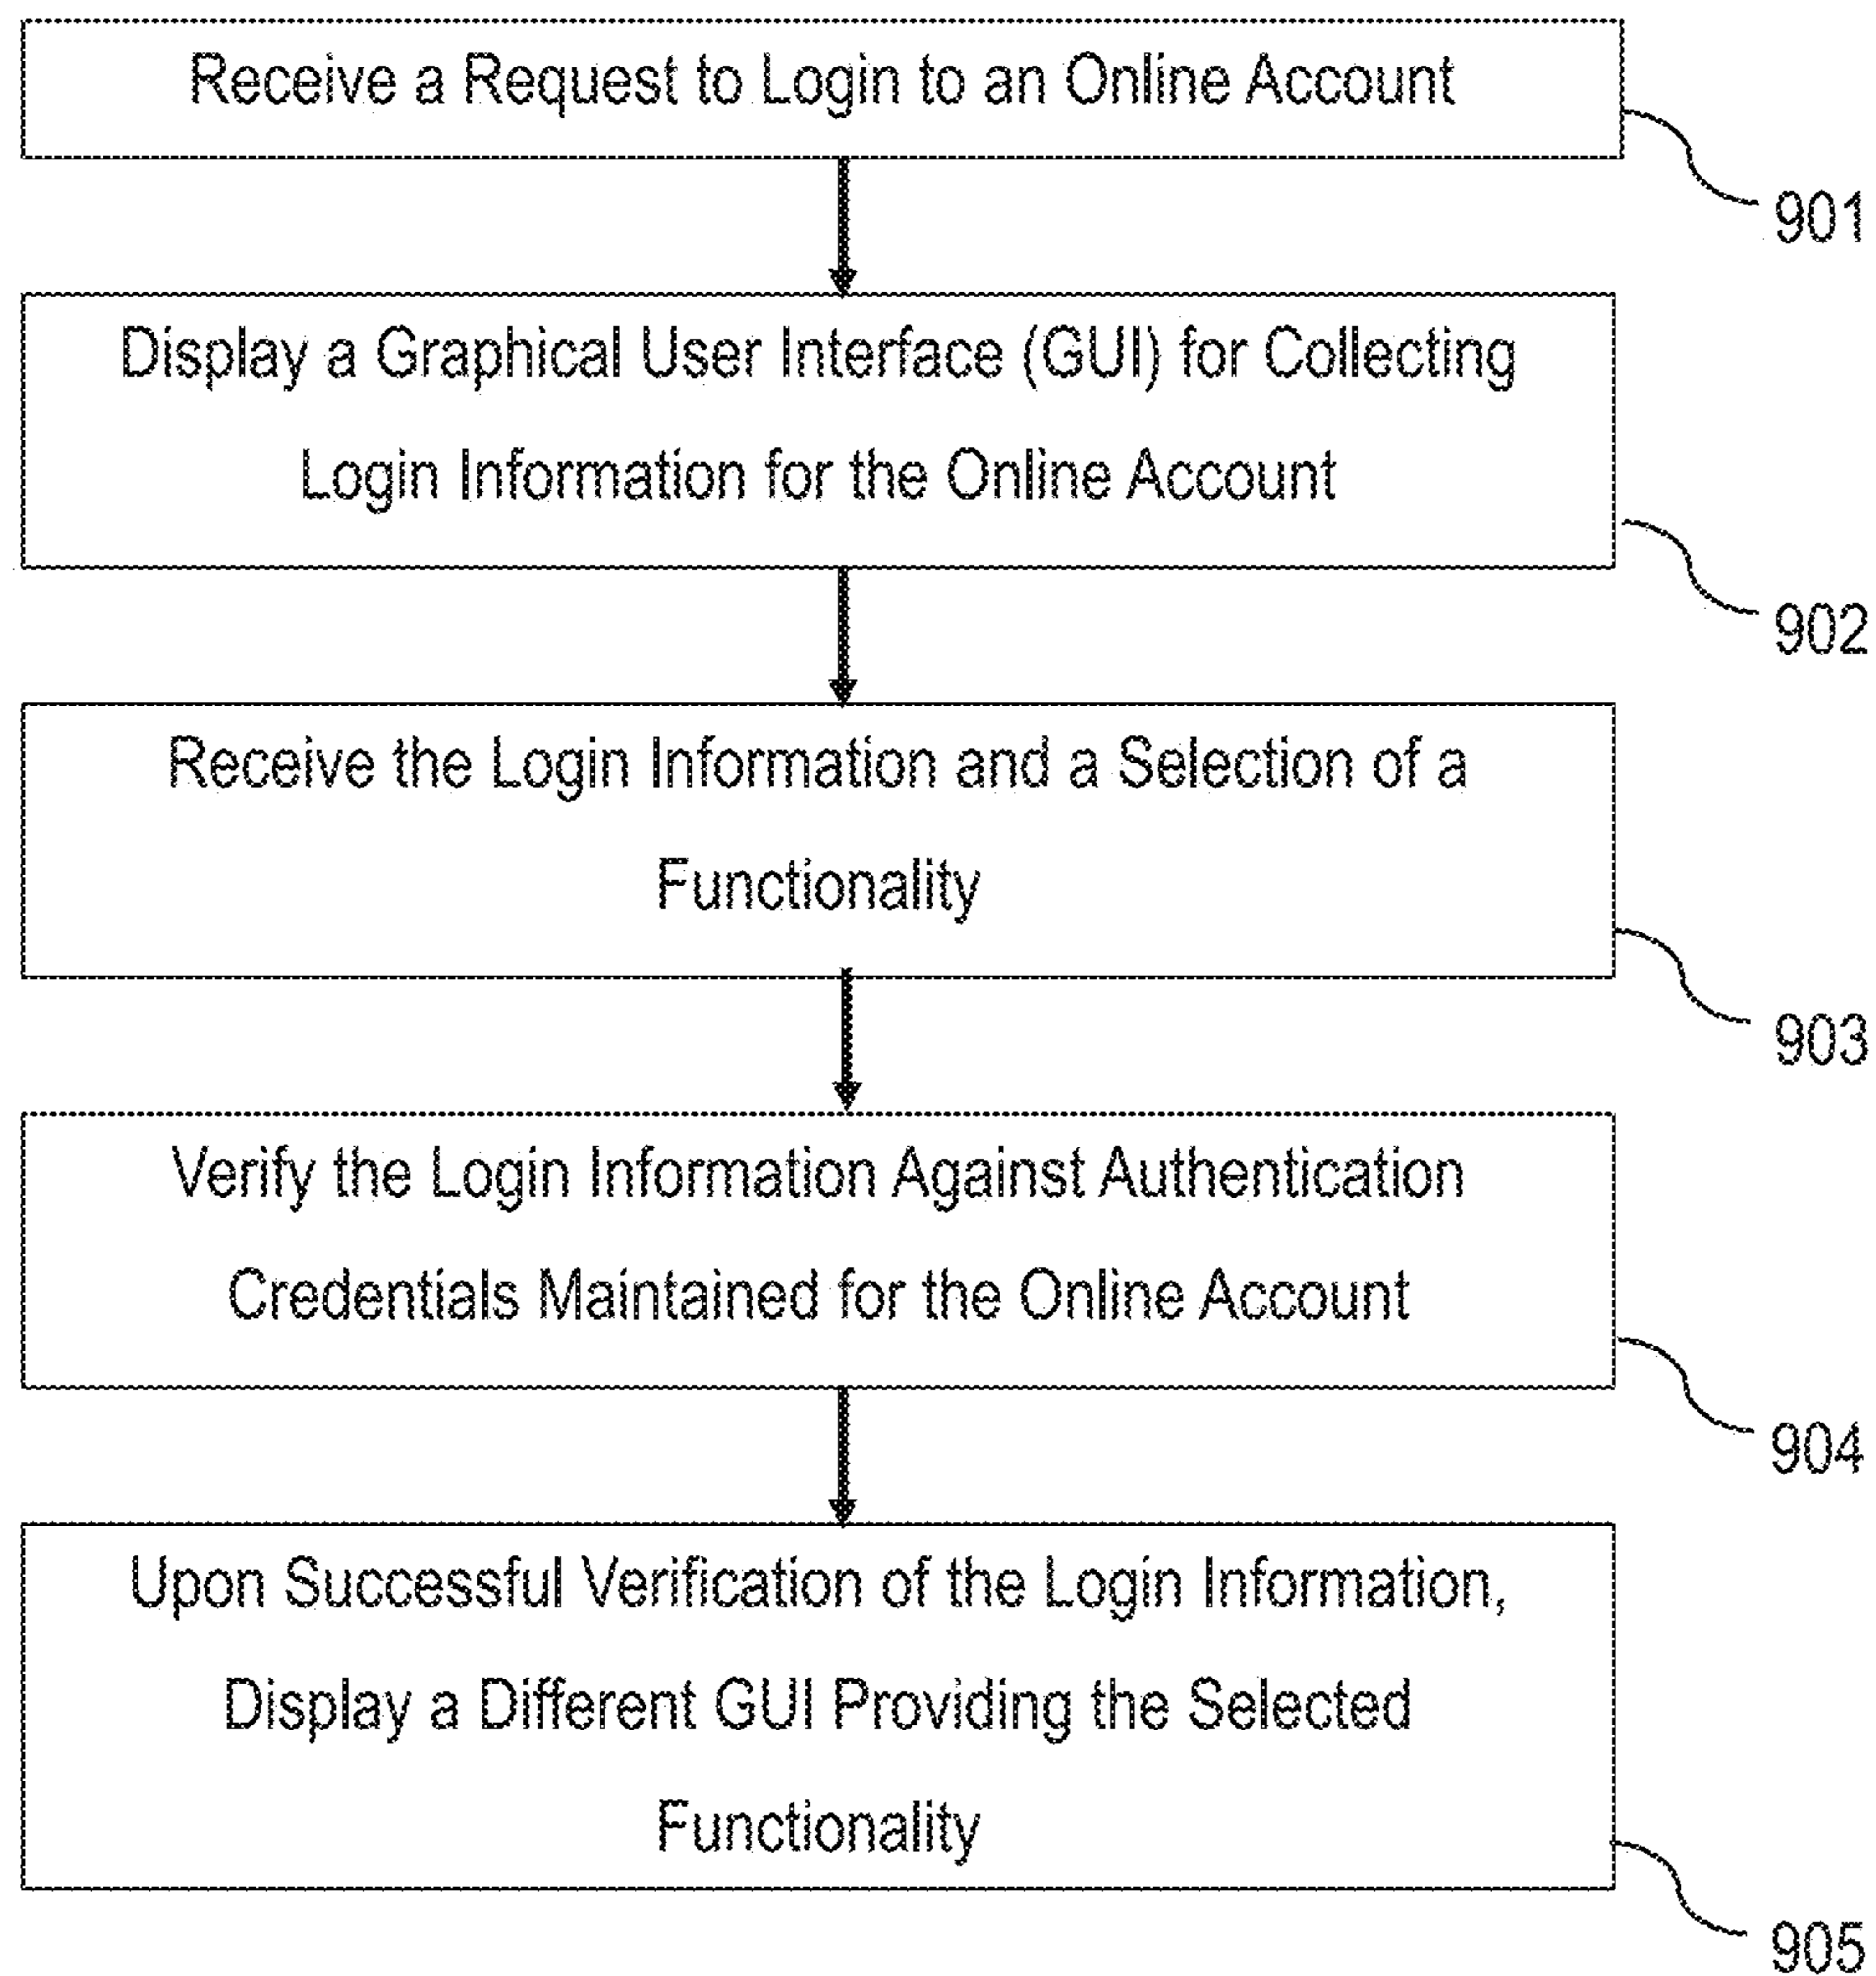 Receive a Request to Login to an Online Account
901
Display a Graphical User Interface (GUI) for Collecting
Login Information for the Online Account
902
Receive the Login Information and a Selection of a
Functionality
903
Verify the Login Information Against Authentication
Credentials Maintained for the Online Account
904
Upon Successful Verification of the Login Information,
Display a Different GUI Providing the Selected
Functionality
905